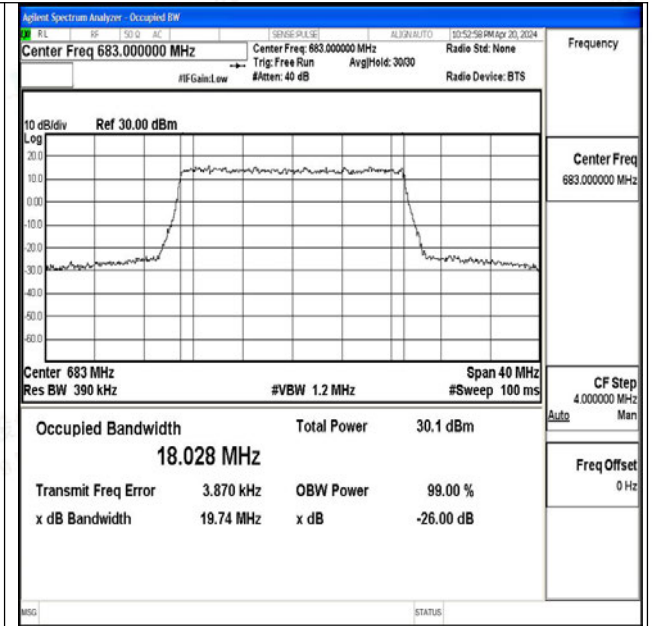 Agilent Spectrum Analyzer - Occupied BW
RL RF 50 Ω AC SENSE:PULSE ALIGN AUTO 10:52:58 PM Apr 20, 2024
Center Freq 683.000000 MHz
Center Freq: 683.000000 MHz Radio Std: None
Trig: Free Run Avg|Hold: 30/30
#IFGain:Low #Atten: 40 dB Radio Device: BTS
Frequency
10 dB/div Ref 30.00 dBm
Log
20.0
10.0
0.00
-10.0
-20.0
-30.0
-40.0
-50.0
-60.0
Center 683 MHz Span 40 MHz
Res BW 390 kHz #VBW 1.2 MHz #Sweep 100 ms
Occupied Bandwidth Total Power 30.1 dBm
18.028 MHz
Transmit Freq Error 3.870 kHz OBW Power 99.00 %
x dB Bandwidth 19.74 MHz x dB -26.00 dB
Center Freq
683.000000 MHz
CF Step
4.000000 MHz
Auto Man
Freq Offset
0 Hz
MSG STATUS